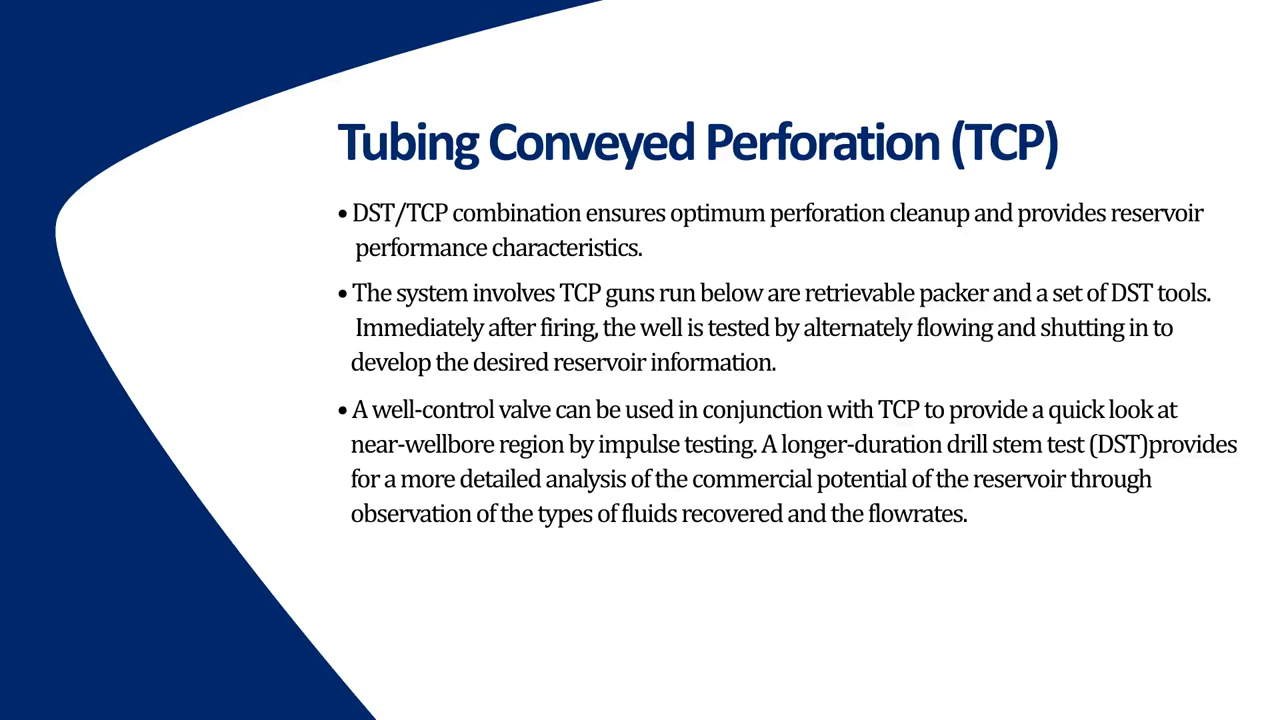 Tubing Conveyed Perforation (TCP)
• DST/TCP combination ensures optimum perforation cleanup and provides reservoir
performance characteristics.
• The system involves TCP guns run below are retrievable packer and a set of DST tools.
Immediately after firing, the well is tested by alternately flowing and shutting in to
develop the desired reservoir information.
• A well-control valve can be used in conjunction with TCP to provide a quick look at
near-wellbore region by impulse testing. A longer-duration drill stem test (DST)provides
for a more detailed analysis of the commercial potential of the reservoir through
observation of the types of fluids recovered and the flowrates.